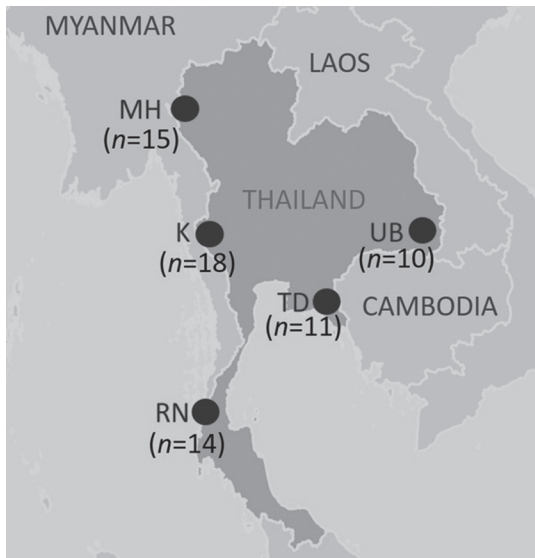 MYANMAR
LAOS
MH
(n=15)
THAILAND
K
(n=18)
UB
(n=10)
TD
(n=11)
CAMBODIA
RN
(n=14)